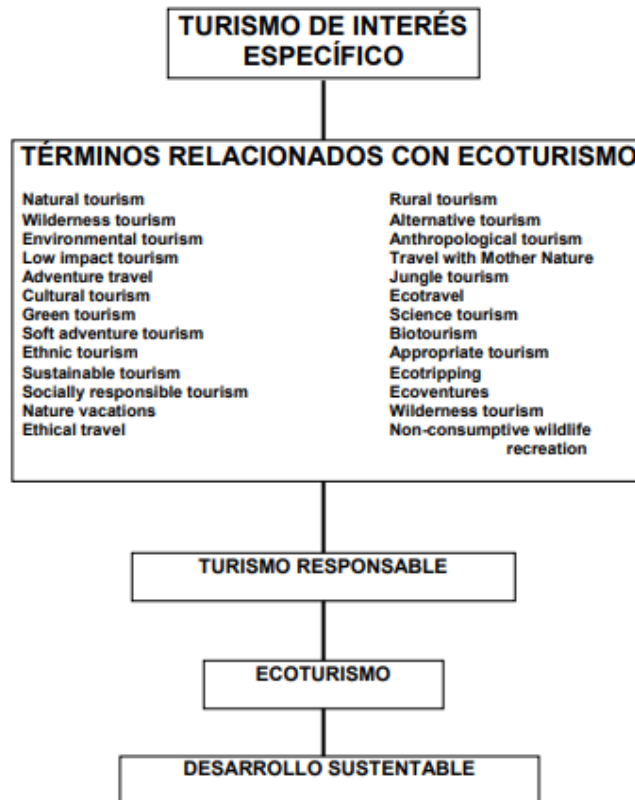 TURISMO DE INTERÉS
ESPECÍFICO
TÉRMINOS RELACIONADOS CON ECOTURISMO
Natural tourism
Wilderness tourism
Environmental tourism
Low impact tourism
Adventure travel
Cultural tourism
Green tourism
Soft adventure tourism
Ethnic tourism
Sustainable tourism
Socially responsible tourism
Nature vacations
Ethical travel
Rural tourism
Alternative tourism
Anthropological tourism
Travel with Mother Nature
Jungle tourism
Ecotravel
Science tourism
Biotourism
Appropriate tourism
Ecotripping
Ecoventures
Wilderness tourism
Non-consumptive wildlife
recreation
TURISMO RESPONSABLE
ECOTURISMO
DESARROLLO SUSTENTABLE